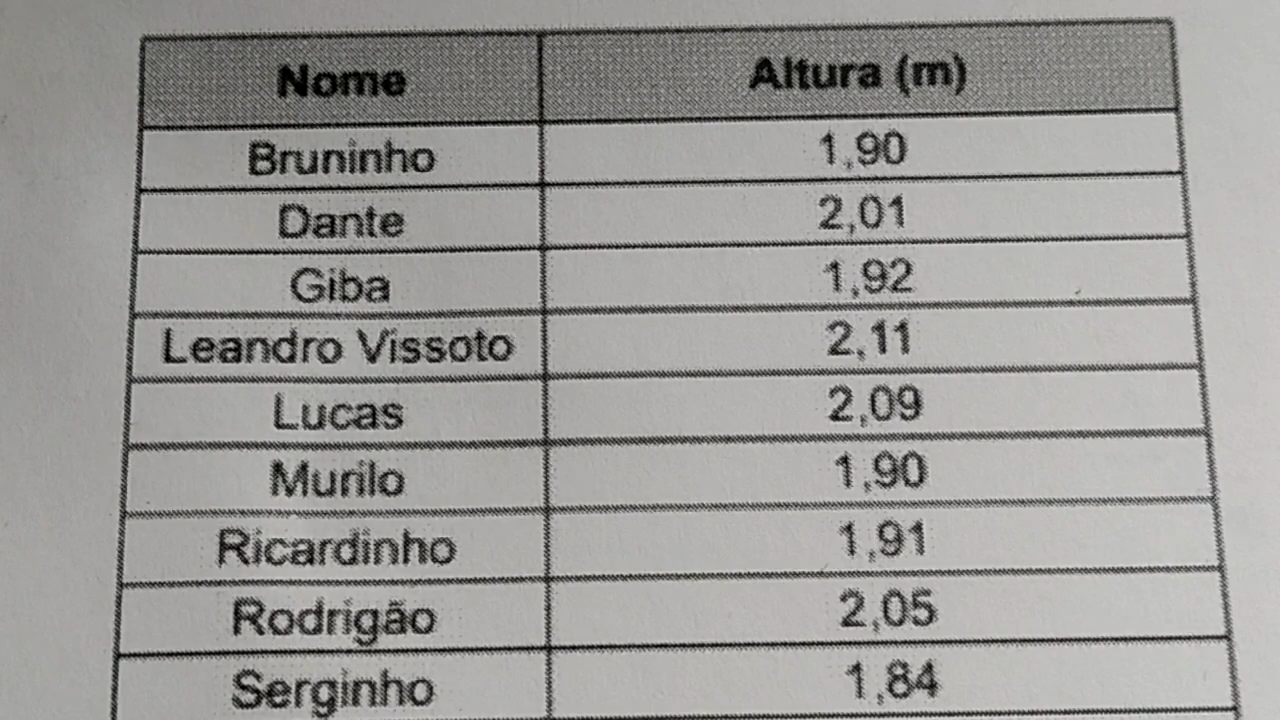 Nome Altura (m)
Bruninho 1,90
Dante 2,01
Giba 1,92
Leandro Vissoto 2,11
Lucas 2,09
Murilo 1,90
Ricardinho 1,91
Rodrigão 2,05
Serginho 1,84